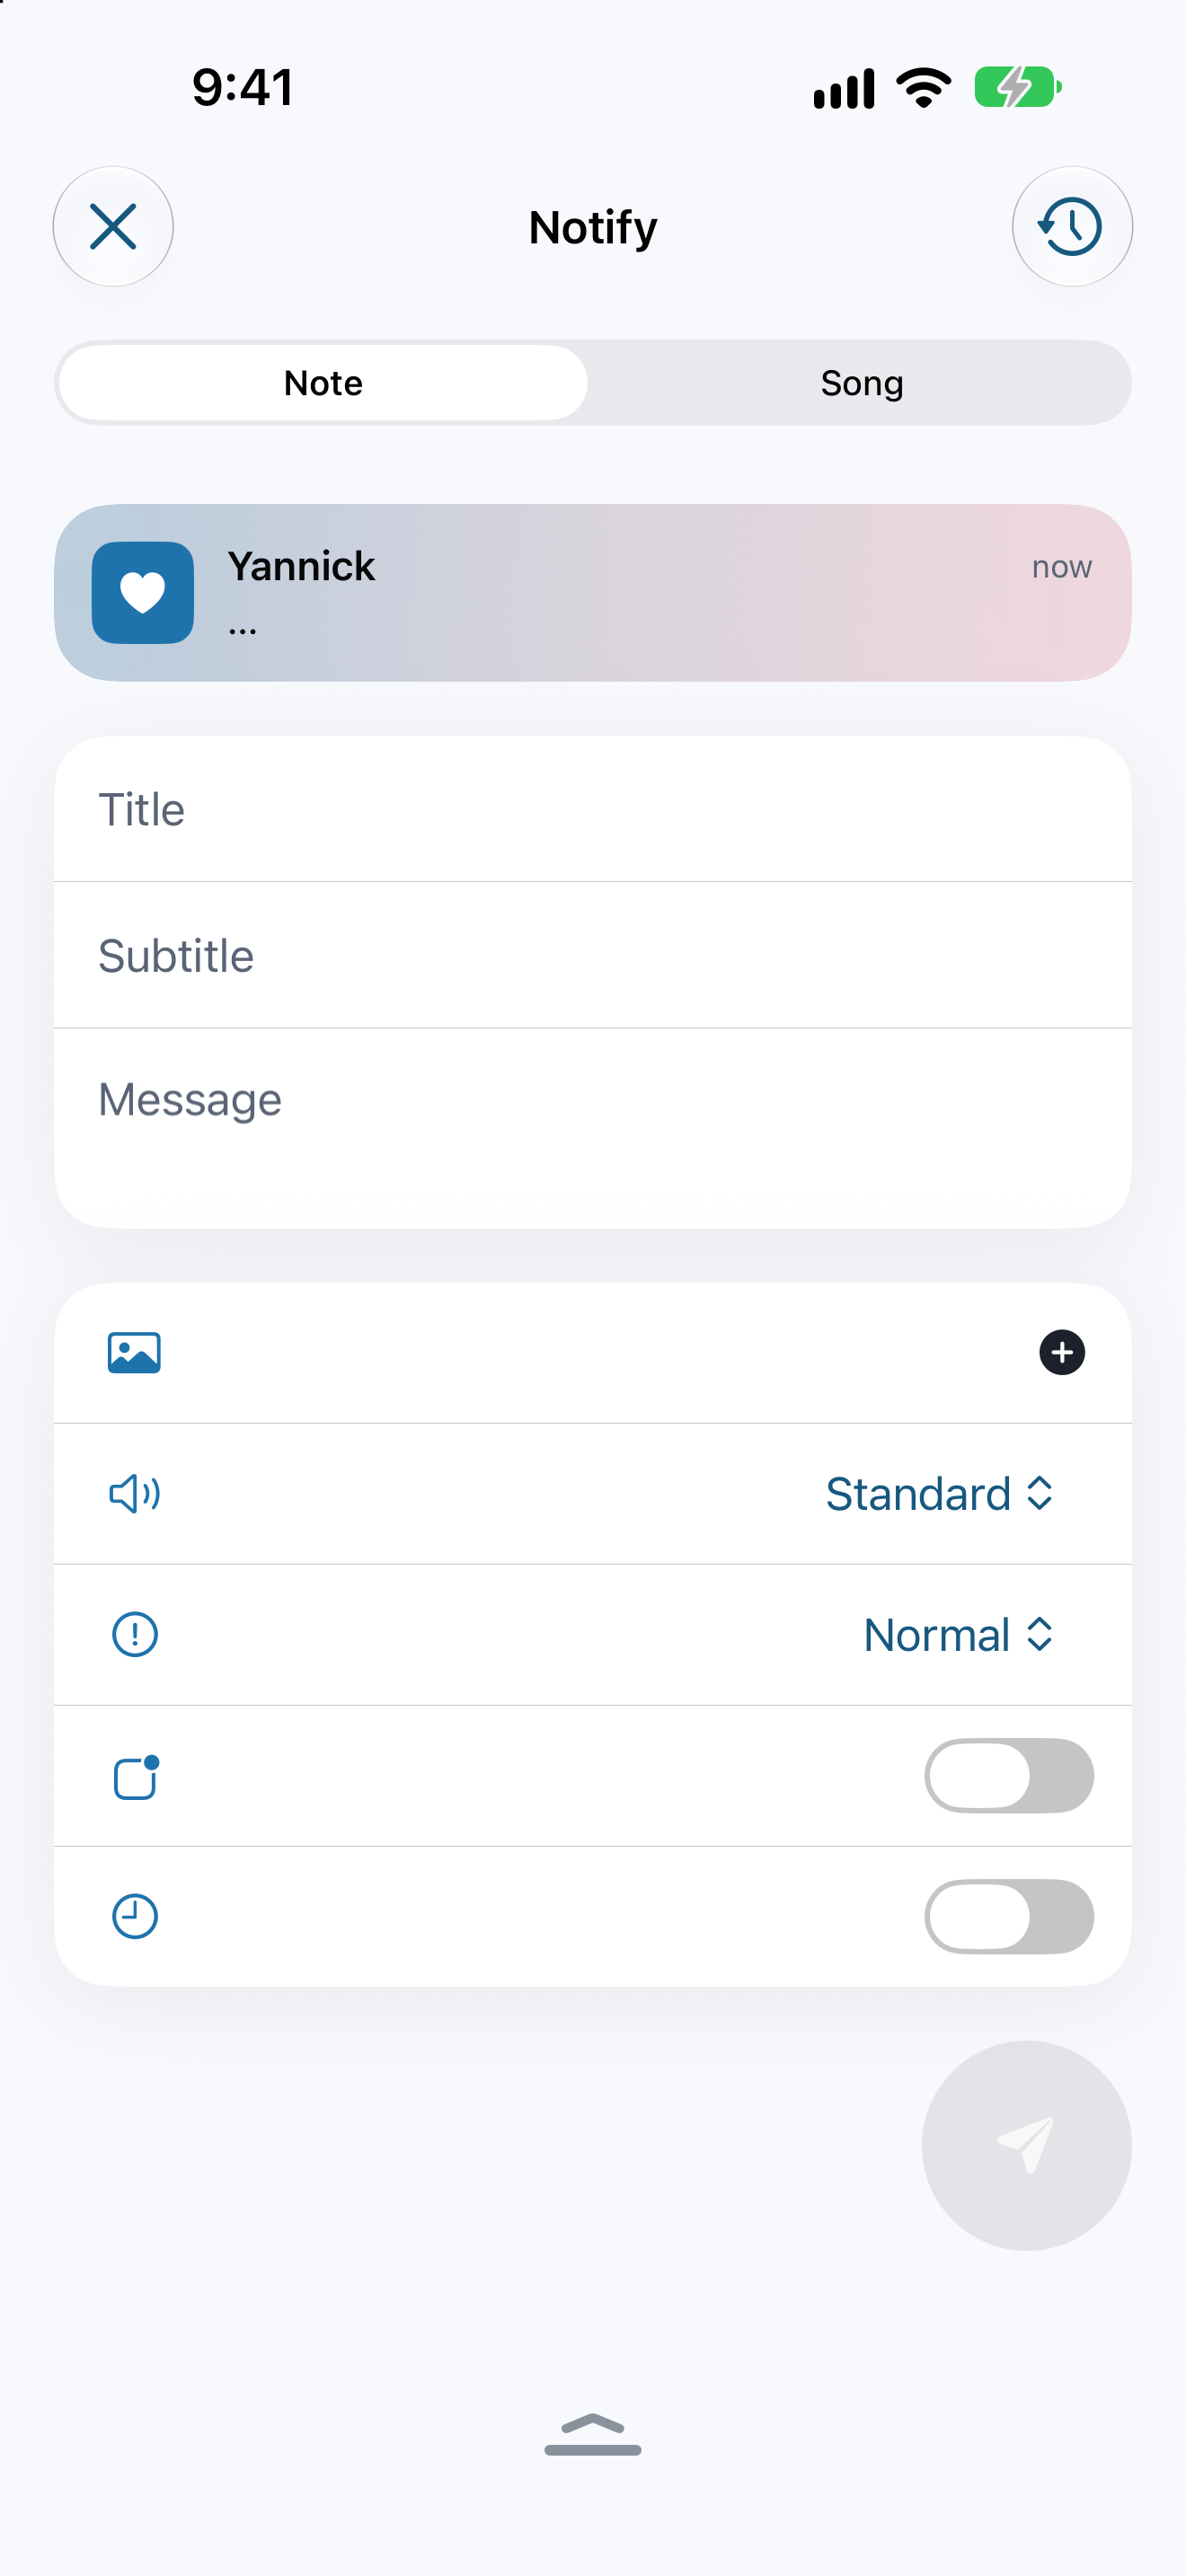 9:41
Notify
Note
Song
Yannick
now
...
Title
Subtitle
Message
Standard
Normal